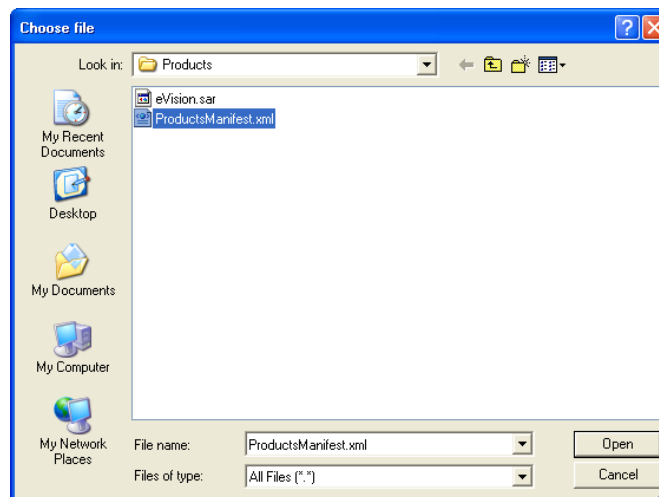 Choose file
Look in:
Products
eVision.sar
ProductsManifest.xml
My Recent
Documents
Desktop
My Documents
My Computer
My Network
Places
File name:
ProductsManifest.xml
Open
Files of type:
All Files (*.*)
Cancel